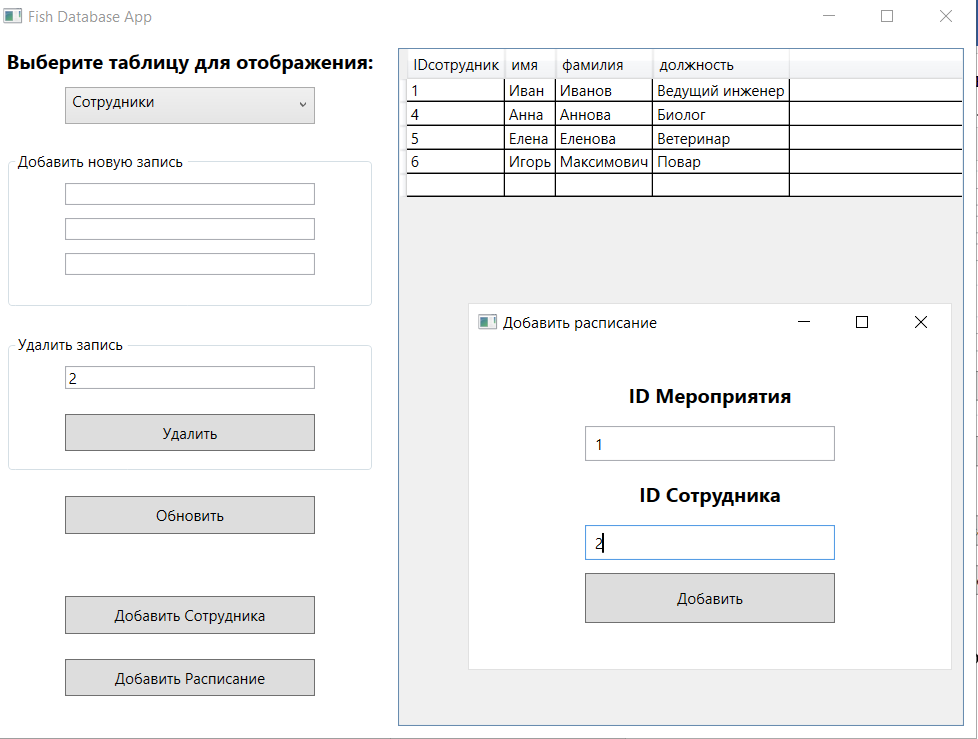 Fish Database App
Выберите таблицу для отображения:
Сотрудники
Добавить новую запись
Удалить запись
2
Удалить
Обновить
Добавить Сотрудника
Добавить Расписание
IDсотрудник имя фамилия должность
1 Иван Иванов Ведущий инженер
4 Анна Аннова Биолог
5 Елена Еленова Ветеринар
6 Игорь Максимович Повар
Добавить расписание
ID Мероприятия
1
ID Сотрудника
2
Добавить